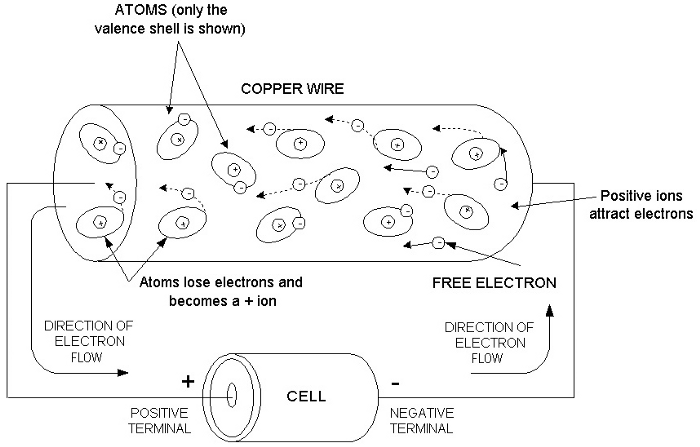 ATOMS (only the
valence shell is shown)
COPPER WIRE
Positive ions
attract electrons
Atoms lose electrons and
becomes a + ion
FREE ELECTRON
DIRECTION OF
ELECTRON
FLOW
DIRECTION OF
ELECTRON
FLOW
+
CELL
-
POSITIVE
TERMINAL
NEGATIVE
TERMINAL